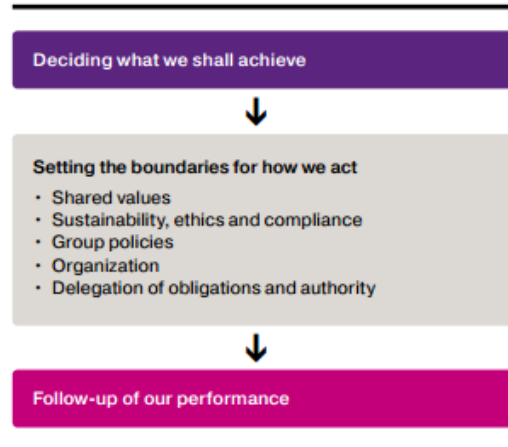 Deciding what we shall achieve
Setting the boundaries for how we act
· Shared values
· Sustainability, ethics and compliance
· Group policies
· Organization
· Delegation of obligations and authority
Follow-up of our performance